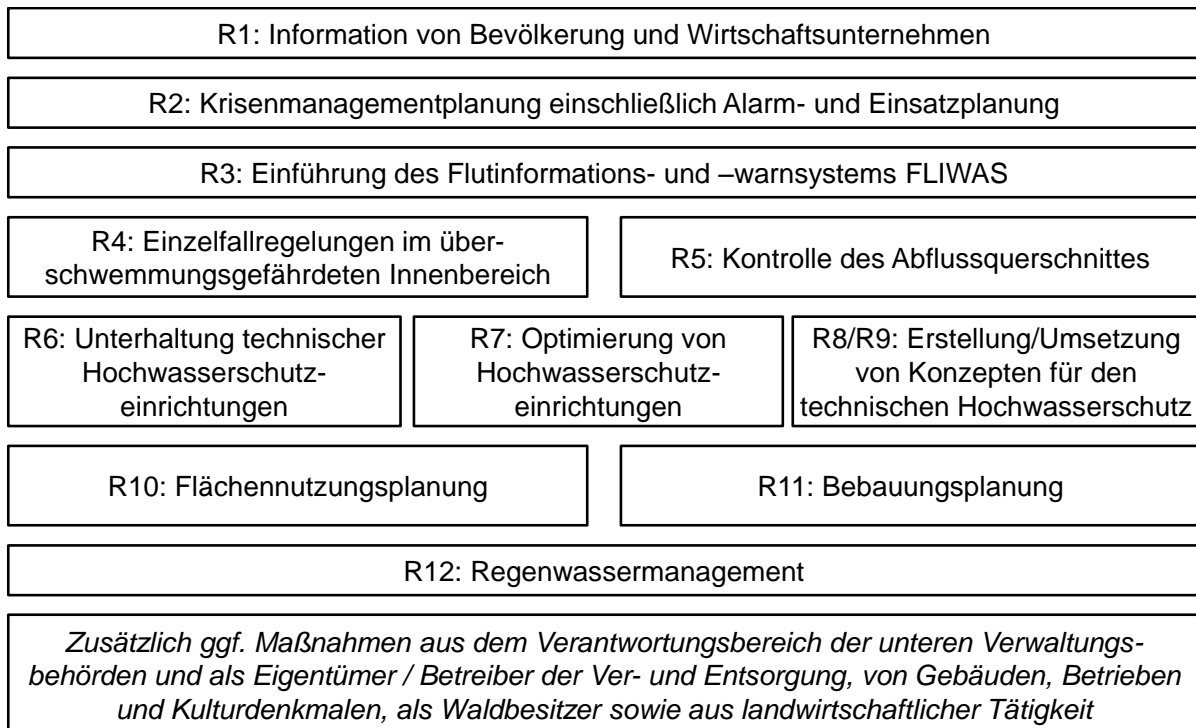 R1: Information von Bevölkerung und Wirtschaftsunternehmen
R2: Krisenmanagementplanung einschließlich Alarm- und Einsatzplanung
R3: Einführung des Flutinformations- und –warnsystems FLIWAS
R4: Einzelfallregelungen im über-
schwemmungsgefährdeten Innenbereich
R5: Kontrolle des Abflussquerschnittes
R6: Unterhaltung technischer
Hochwasserschutz-
einrichtungen
R7: Optimierung von
Hochwasserschutz-
einrichtungen
R8/R9: Erstellung/Umsetzung
von Konzepten für den
technischen Hochwasserschutz
R10: Flächennutzungsplanung
R11: Bebauungsplanung
R12: Regenwassermanagement
Zusätzlich ggf. Maßnahmen aus dem Verantwortungsbereich der unteren Verwaltungs-
behörden und als Eigentümer / Betreiber der Ver- und Entsorgung, von Gebäuden, Betrieben
und Kulturdenkmalen, als Waldbesitzer sowie aus landwirtschaftlicher Tätigkeit